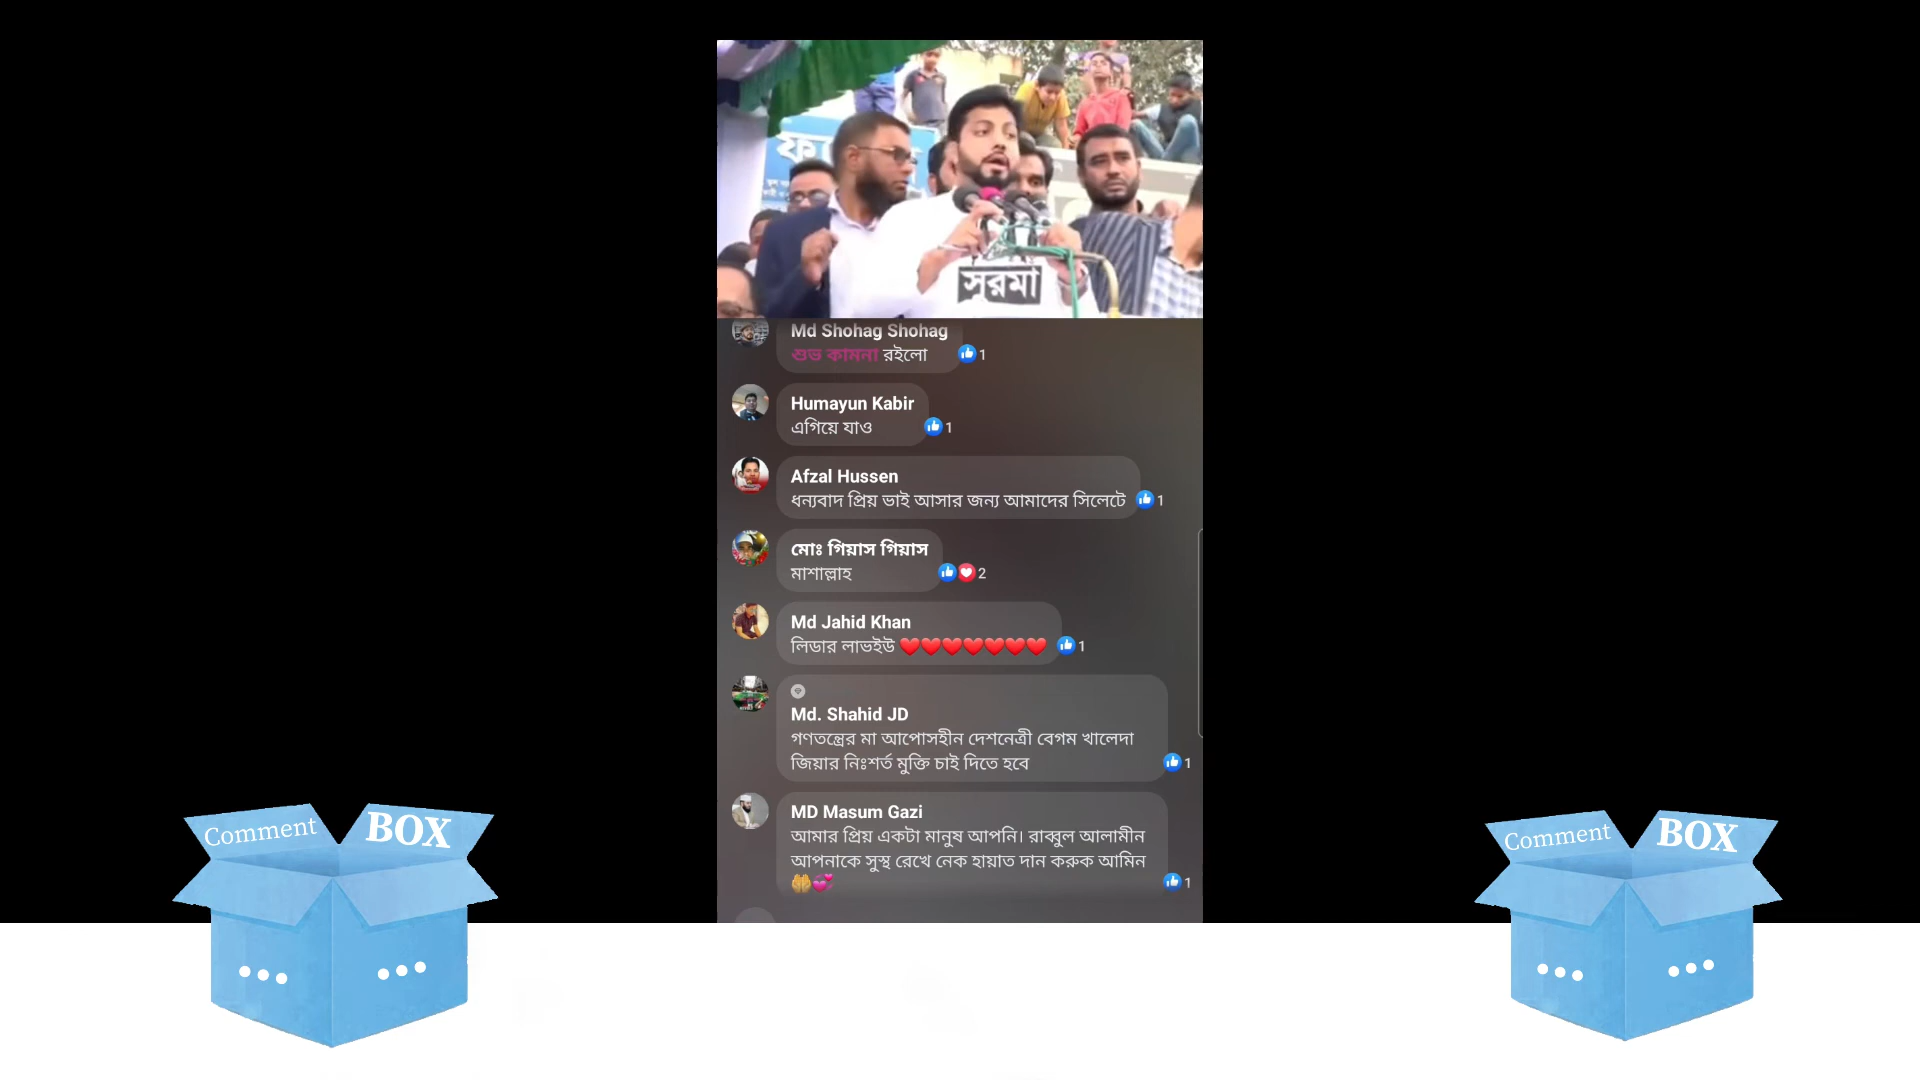 সুরমা
Md Shohag Shohag
শুভ কামনা রইলো
1
Humayun Kabir
এগিয়ে যাও
1
Afzal Hussen
ধন্যবাদ প্রিয় ভাই আসার জন্য আমাদের সিলেটে
1
মোঃ গিয়াস গিয়াস
মাশাল্লাহ
2
Md Jahid Khan
লিডার লাভইউ ❤️❤️❤️❤️❤️❤️❤️
1
Md. Shahid JD
গণতন্ত্রের মা আপোসহীন দেশনেত্রী বেগম খালেদা
জিয়ার নিঃশর্ত মুক্তি চাই দিতে হবে
1
MD Masum Gazi
আমার প্রিয় একটা মানুষ আপনি। রাব্বুল আলামীন
আপনাকে সুস্থ রেখে নেক হায়াত দান করুক আমিন
🤲💞
1
Comment BOX
Comment BOX